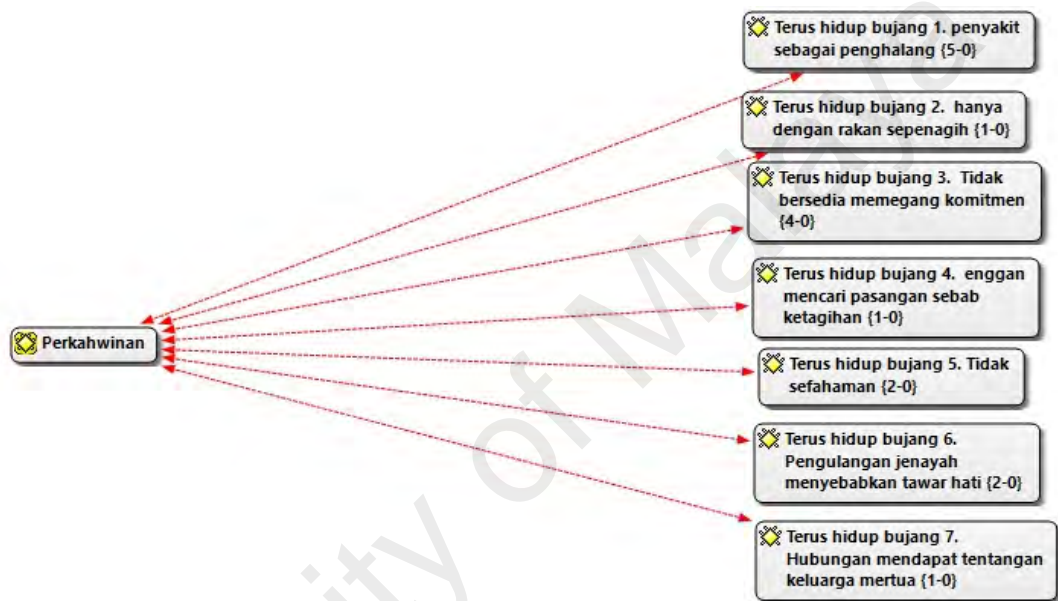 Terus hidup bujang 1. penyakit
sebagai penghalang {5-0}
Terus hidup bujang 2. hanya
dengan rakan sepenagih {1-0}
Terus hidup bujang 3. Tidak
bersedia memegang komitmen
{4-0}
Terus hidup bujang 4. enggan
mencari pasangan sebab
ketagihan {1-0}
Perkahwinan
Terus hidup bujang 5. Tidak
sefahaman {2-0}
Terus hidup bujang 6.
Pengulangan jenayah
menyebabkan tawar hati {2-0}
Terus hidup bujang 7.
Hubungan mendapat tentangan
keluarga mertua {1-0}
ity of Malaya